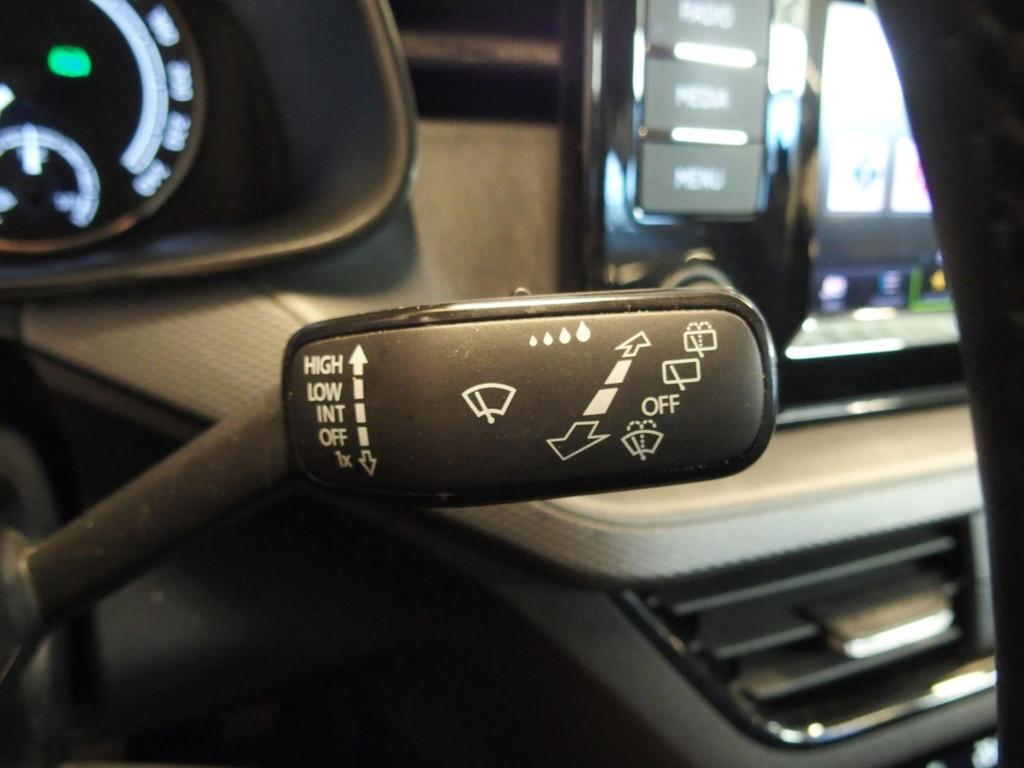 RADIO
MEDIA
MENU
HIGH
LOW
INT
OFF
1x
OFF